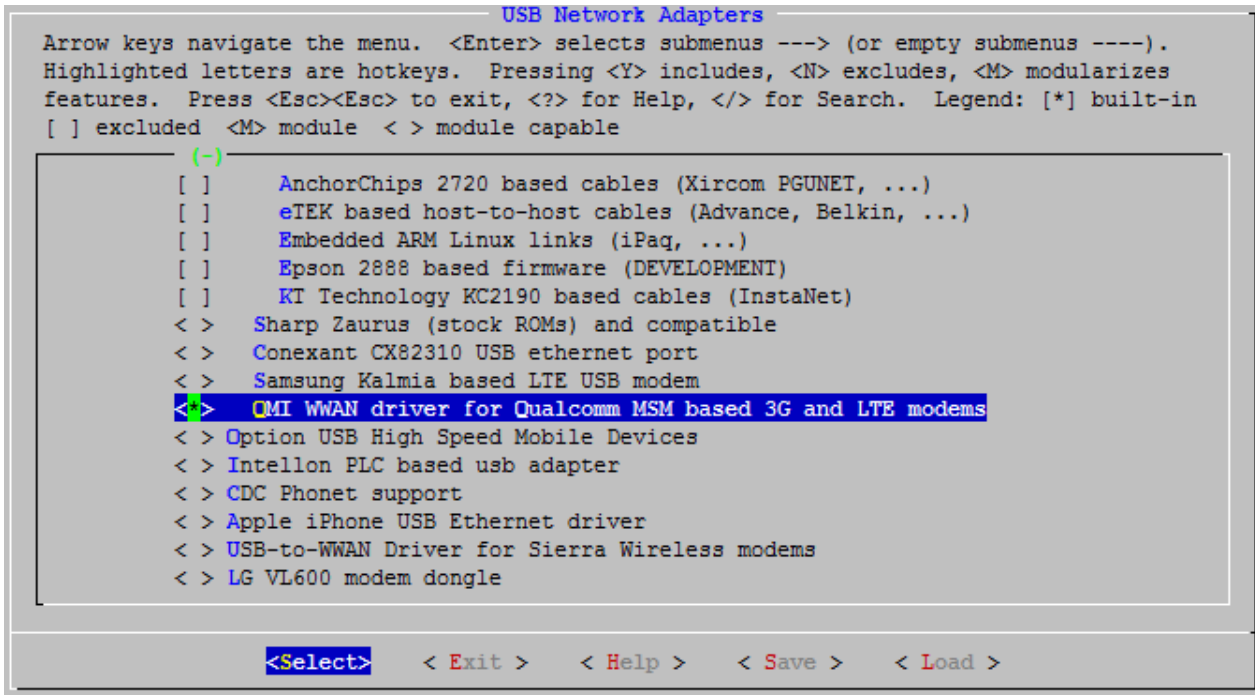 USB Network Adapters
Arrow keys navigate the menu.  <Enter> selects submenus ---> (or empty submenus ----).
Highlighted letters are hotkeys.  Pressing <Y> includes, <N> excludes, <M> modularizes
features.  Press <Esc><Esc> to exit, <?> for Help, </> for Search.  Legend: [*] built-in
[ ] excluded  <M> module  < > module capable
(-)
[ ]     AnchorChips 2720 based cables (Xircom PGUNET, ...)
[ ]     eTEK based host-to-host cables (Advance, Belkin, ...)
[ ]     Embedded ARM Linux links (iPaq, ...)
[ ]     Epson 2888 based firmware (DEVELOPMENT)
[ ]     KT Technology KC2190 based cables (InstaNet)
< >   Sharp Zaurus (stock ROMs) and compatible
< >   Conexant CX82310 USB ethernet port
< >   Samsung Kalmia based LTE USB modem
<*>   QMI WWAN driver for Qualcomm MSM based 3G and LTE modems
< > Option USB High Speed Mobile Devices
< > Intellon PLC based usb adapter
< > CDC Phonet support
< > Apple iPhone USB Ethernet driver
< > USB-to-WWAN Driver for Sierra Wireless modems
< > LG VL600 modem dongle
<Select>    < Exit >    < Help >    < Save >    < Load >